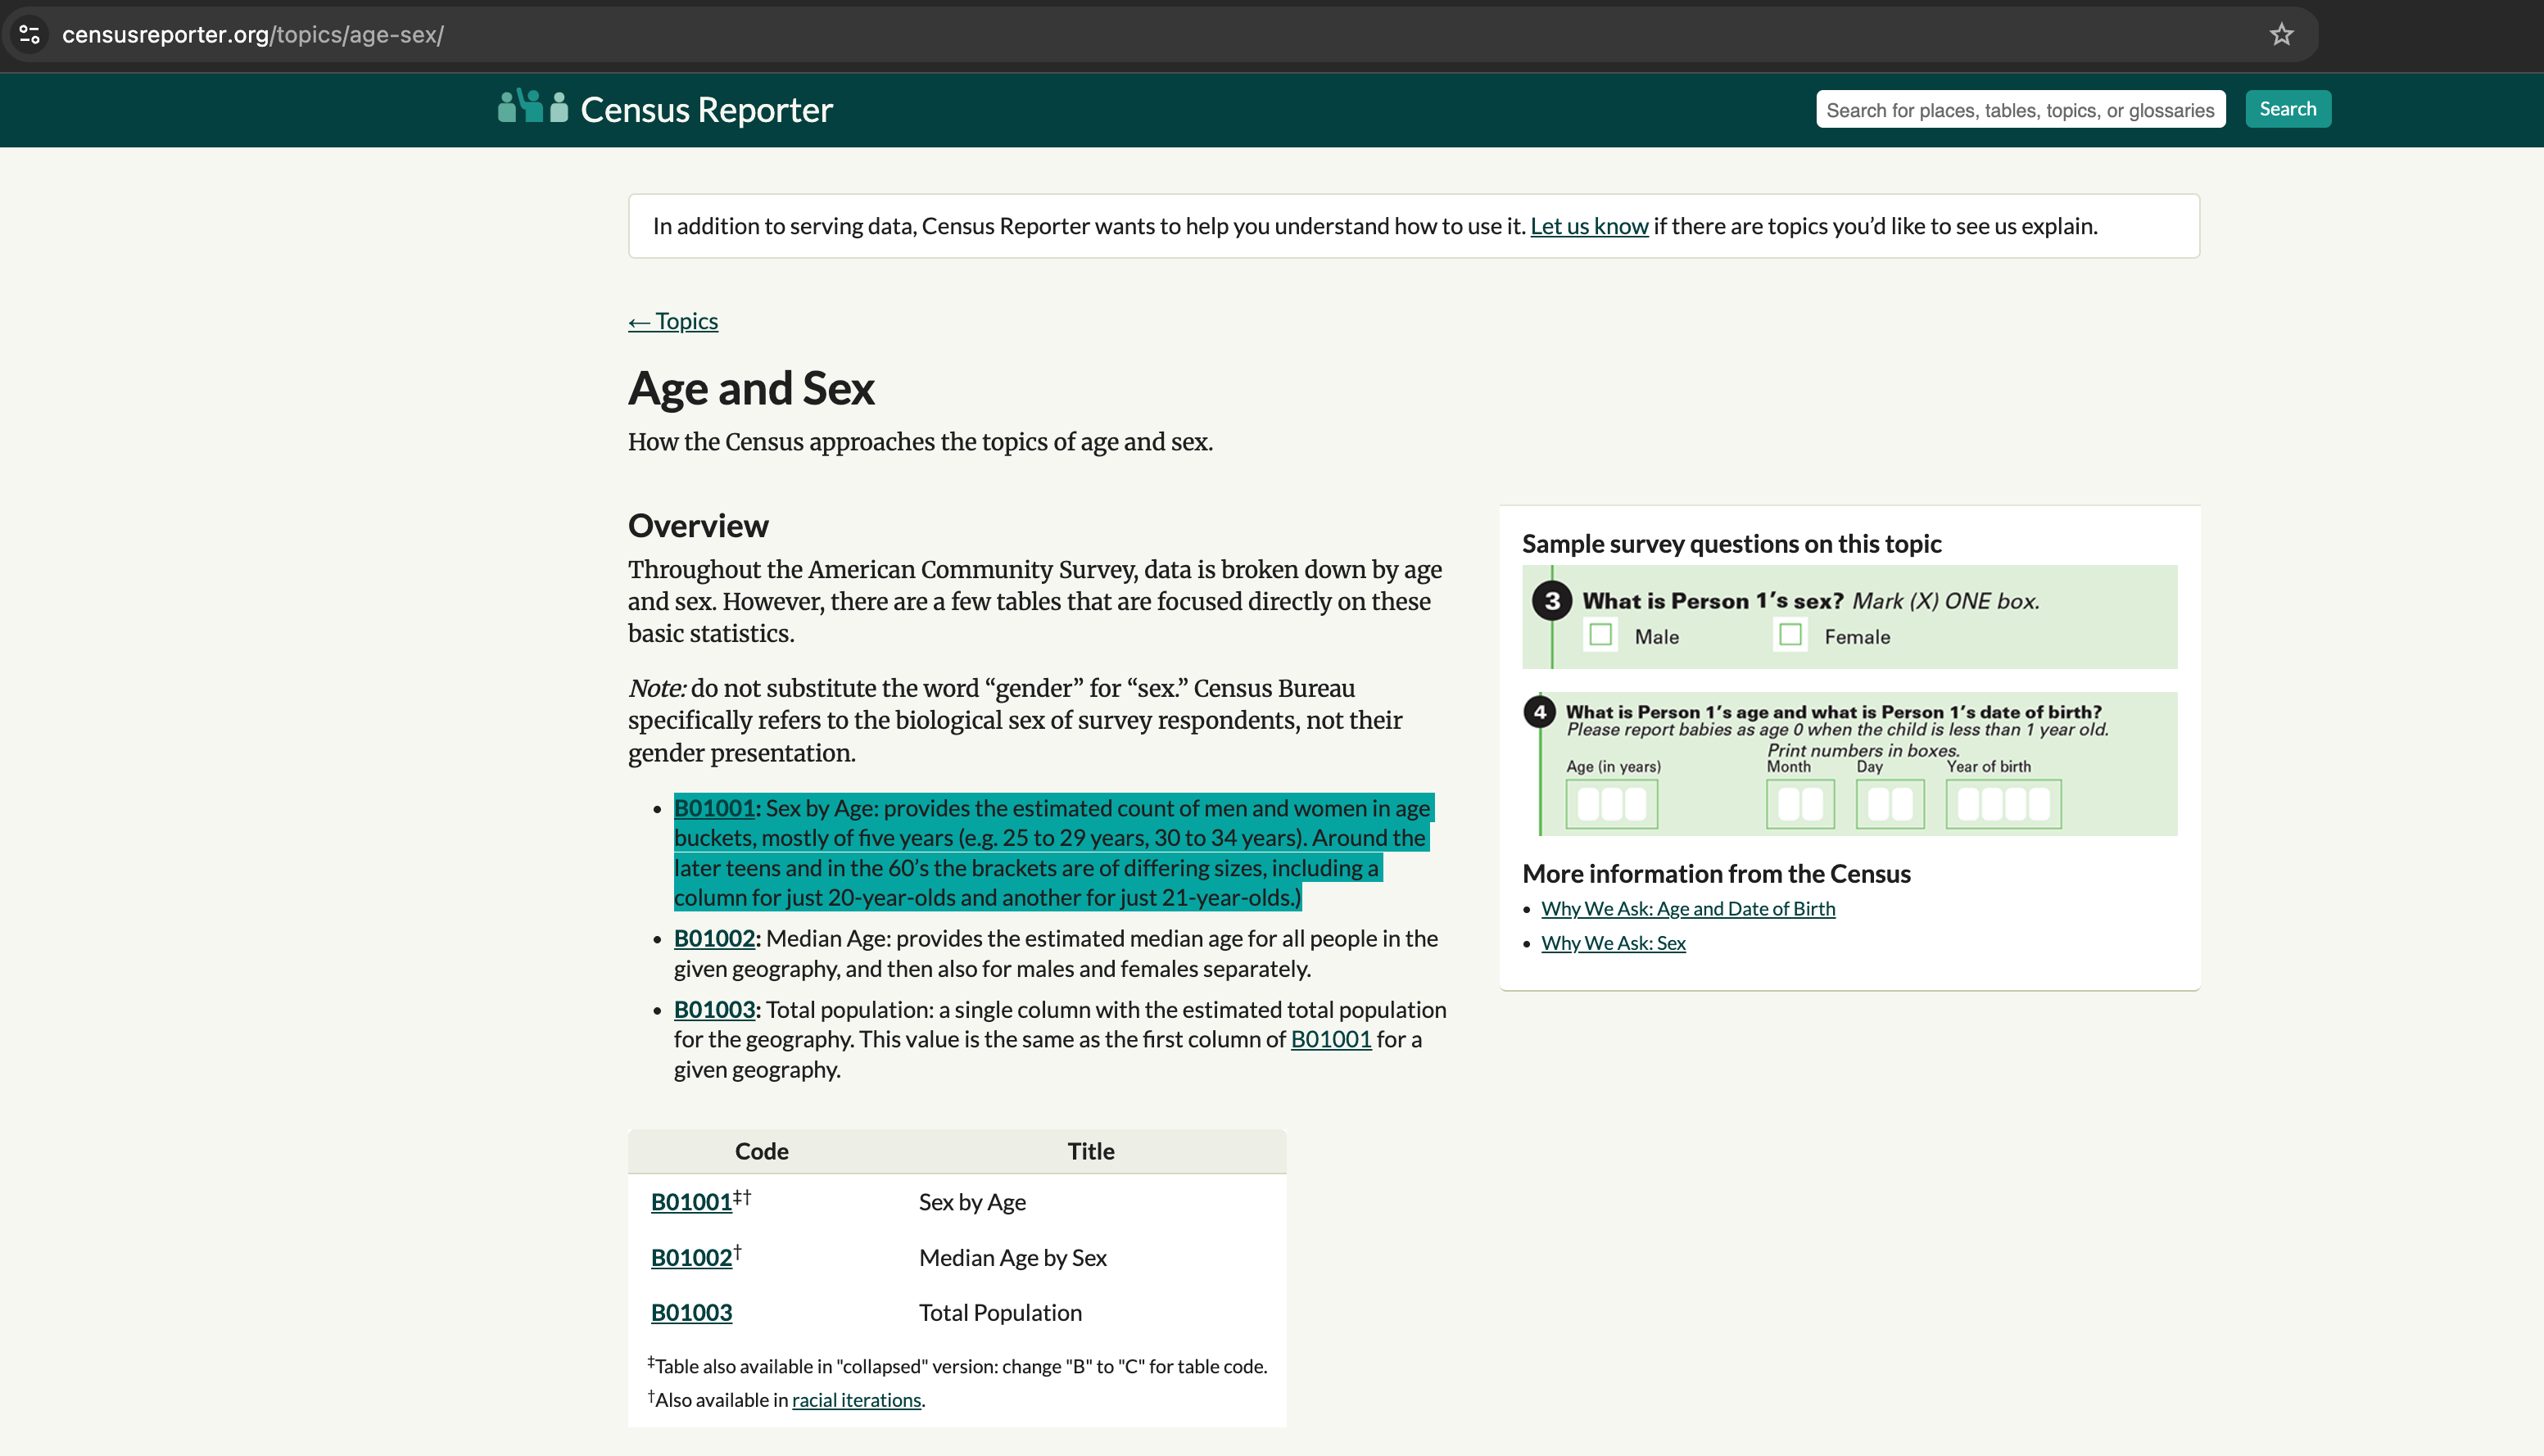 censusreporter.org/topics/age-sex/
Census Reporter
Search for places, tables, topics, or glossaries
Search
In addition to serving data, Census Reporter wants to help you understand how to use it. Let us know if there are topics you’d like to see us explain.
← Topics
Age and Sex
How the Census approaches the topics of age and sex.
Overview
Throughout the American Community Survey, data is broken down by age
and sex. However, there are a few tables that are focused directly on these
basic statistics.
Note: do not substitute the word “gender” for “sex.” Census Bureau
specifically refers to the biological sex of survey respondents, not their
gender presentation.
• B01001: Sex by Age: provides the estimated count of men and women in age
buckets, mostly of five years (e.g. 25 to 29 years, 30 to 34 years). Around the
later teens and in the 60’s the brackets are of differing sizes, including a
column for just 20-year-olds and another for just 21-year-olds.)
• B01002: Median Age: provides the estimated median age for all people in the
given geography, and then also for males and females separately.
• B01003: Total population: a single column with the estimated total population
for the geography. This value is the same as the first column of B01001 for a
given geography.
Code Title
B01001‡† Sex by Age
B01002† Median Age by Sex
B01003 Total Population
‡Table also available in "collapsed" version: change "B" to "C" for table code.
†Also available in racial iterations.
Sample survey questions on this topic
3 What is Person 1’s sex? Mark (X) ONE box.
Male Female
4 What is Person 1’s age and what is Person 1’s date of birth?
Please report babies as age 0 when the child is less than 1 year old.
Print numbers in boxes.
Age (in years) Month Day Year of birth
More information from the Census
• Why We Ask: Age and Date of Birth
• Why We Ask: Sex